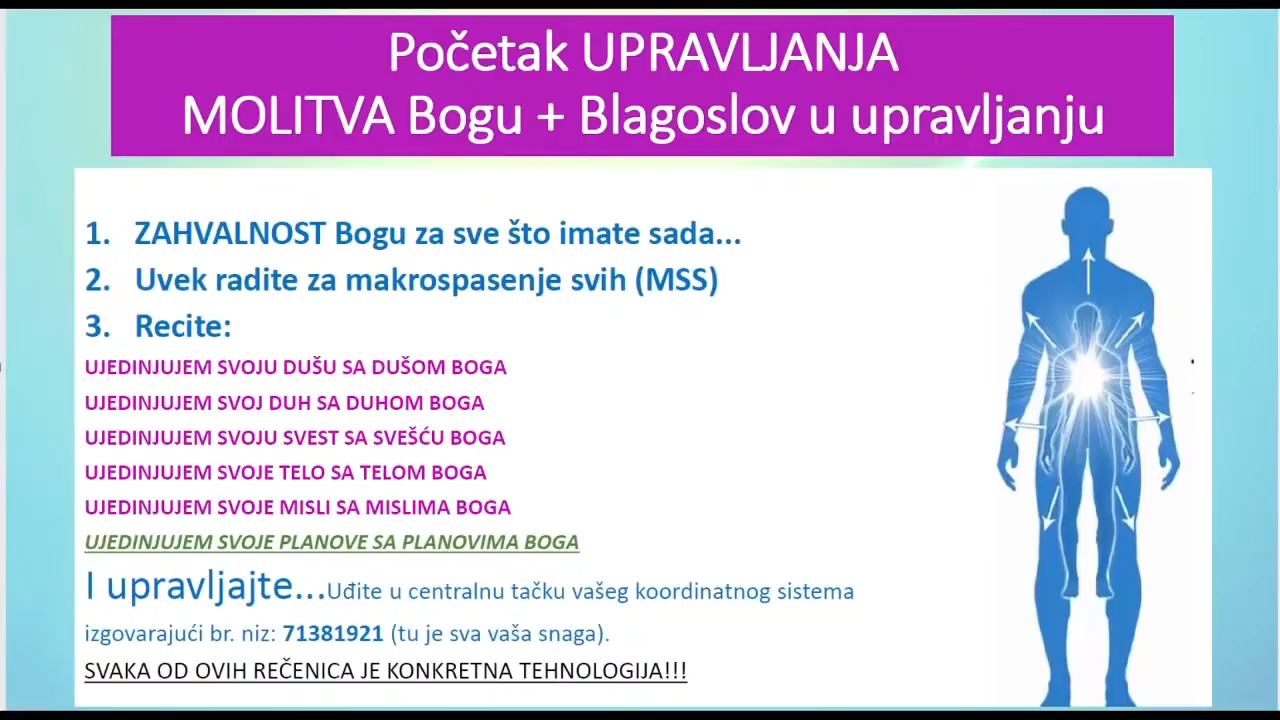 Početak UPRAVLJANJA
MOLITVA Bogu + Blagoslov u upravljanju
1. ZAHVALNOST Bogu za sve što imate sada...
2. Uvek radite za makrospasenje svih (MSS)
3. Recite:
UJEDINJUJEM SVOJU DUŠU SA DUŠOM BOGA
UJEDINJUJEM SVOJ DUH SA DUHOM BOGA
UJEDINJUJEM SVOJU SVEST SA SVEŠĆU BOGA
UJEDINJUJEM SVOJE TELO SA TELOM BOGA
UJEDINJUJEM SVOJE MISLI SA MISLIMA BOGA
UJEDINJUJEM SVOJE PLANOVE SA PLANOVIMA BOGA
I upravljajte...Uđite u centralnu tačku vašeg koordinatnog sistema
izgovarajući br. niz: 71381921 (tu je sva vaša snaga).
SVAKA OD OVIH REČENICA JE KONKRETNA TEHNOLOGIJA!!!